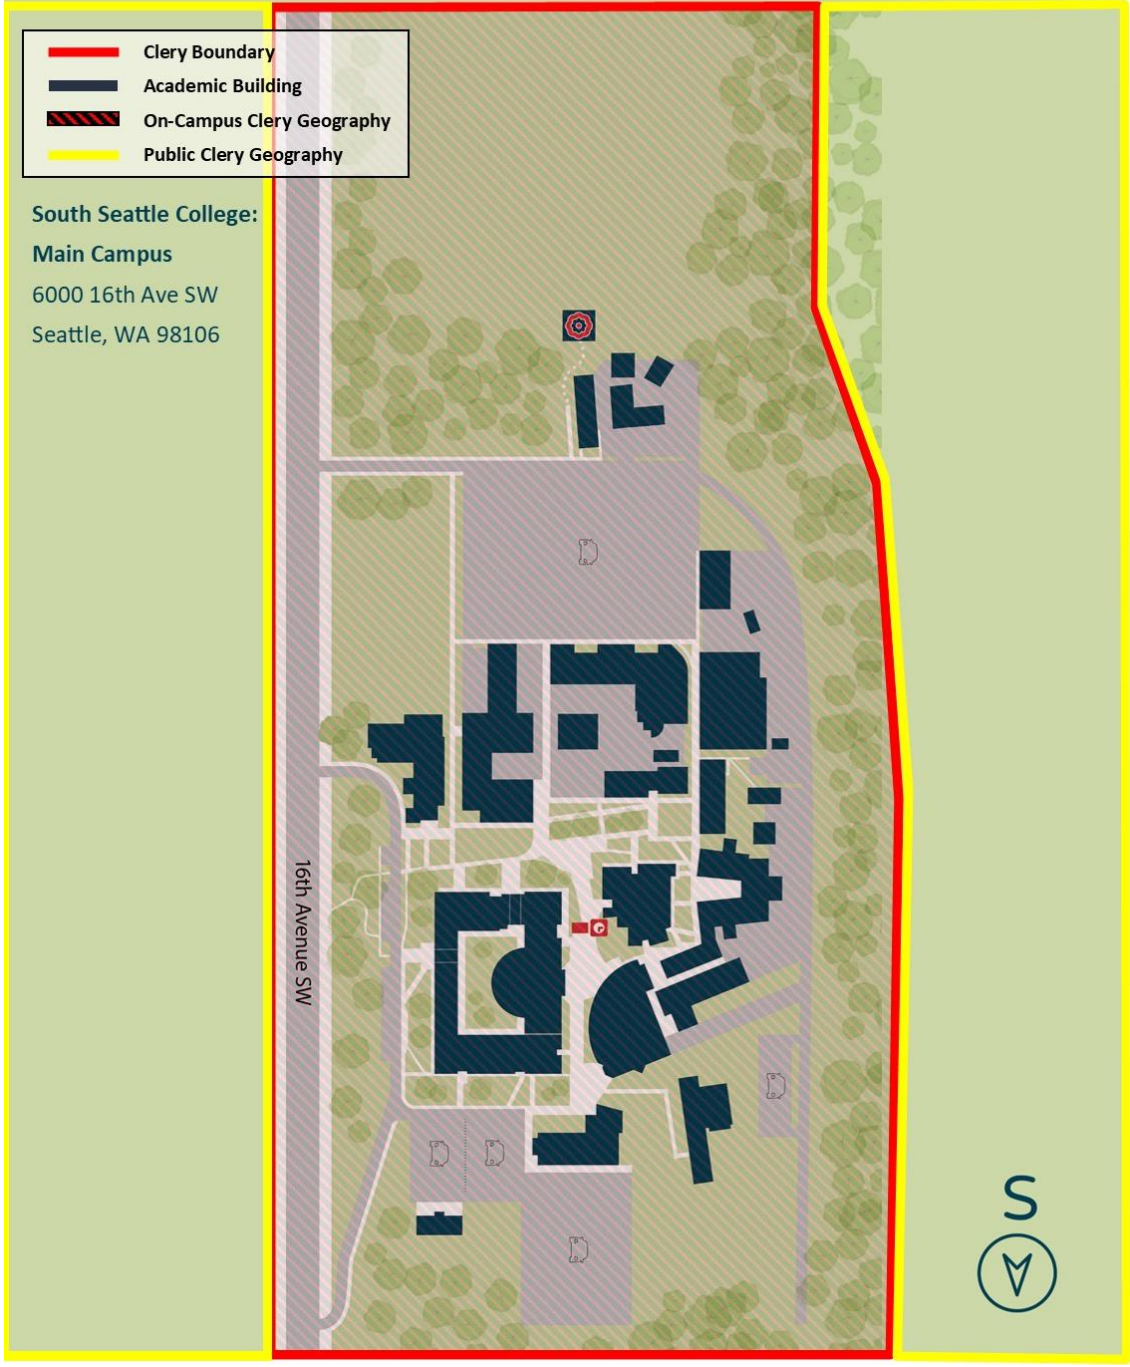 Clery Boundary
Academic Building
On-Campus Clery Geography
Public Clery Geography
South Seattle College:
Main Campus
6000 16th Ave SW
Seattle, WA 98106
16th Avenue SW
S